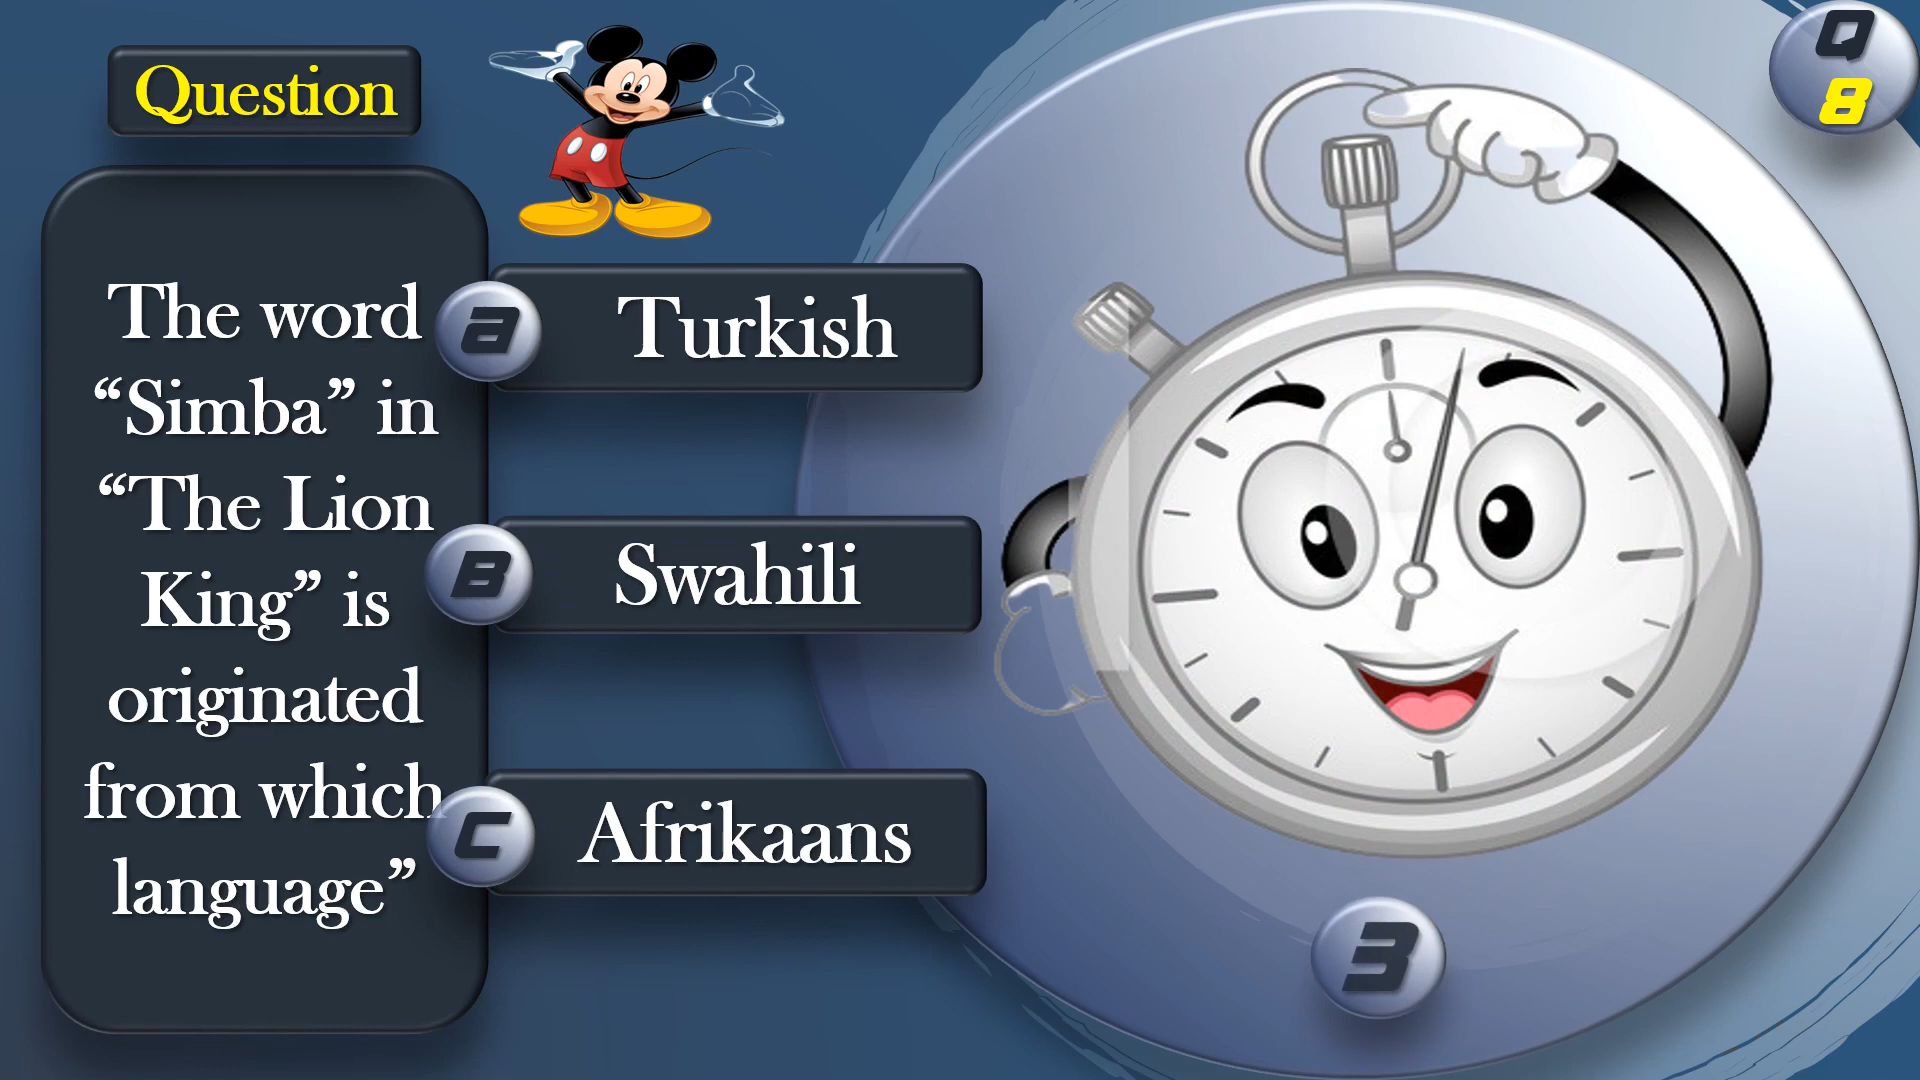 Question
Q
8
The word
“Simba” in
“The Lion
King” is
originated
from which
language”
a Turkish
B Swahili
C Afrikaans
3